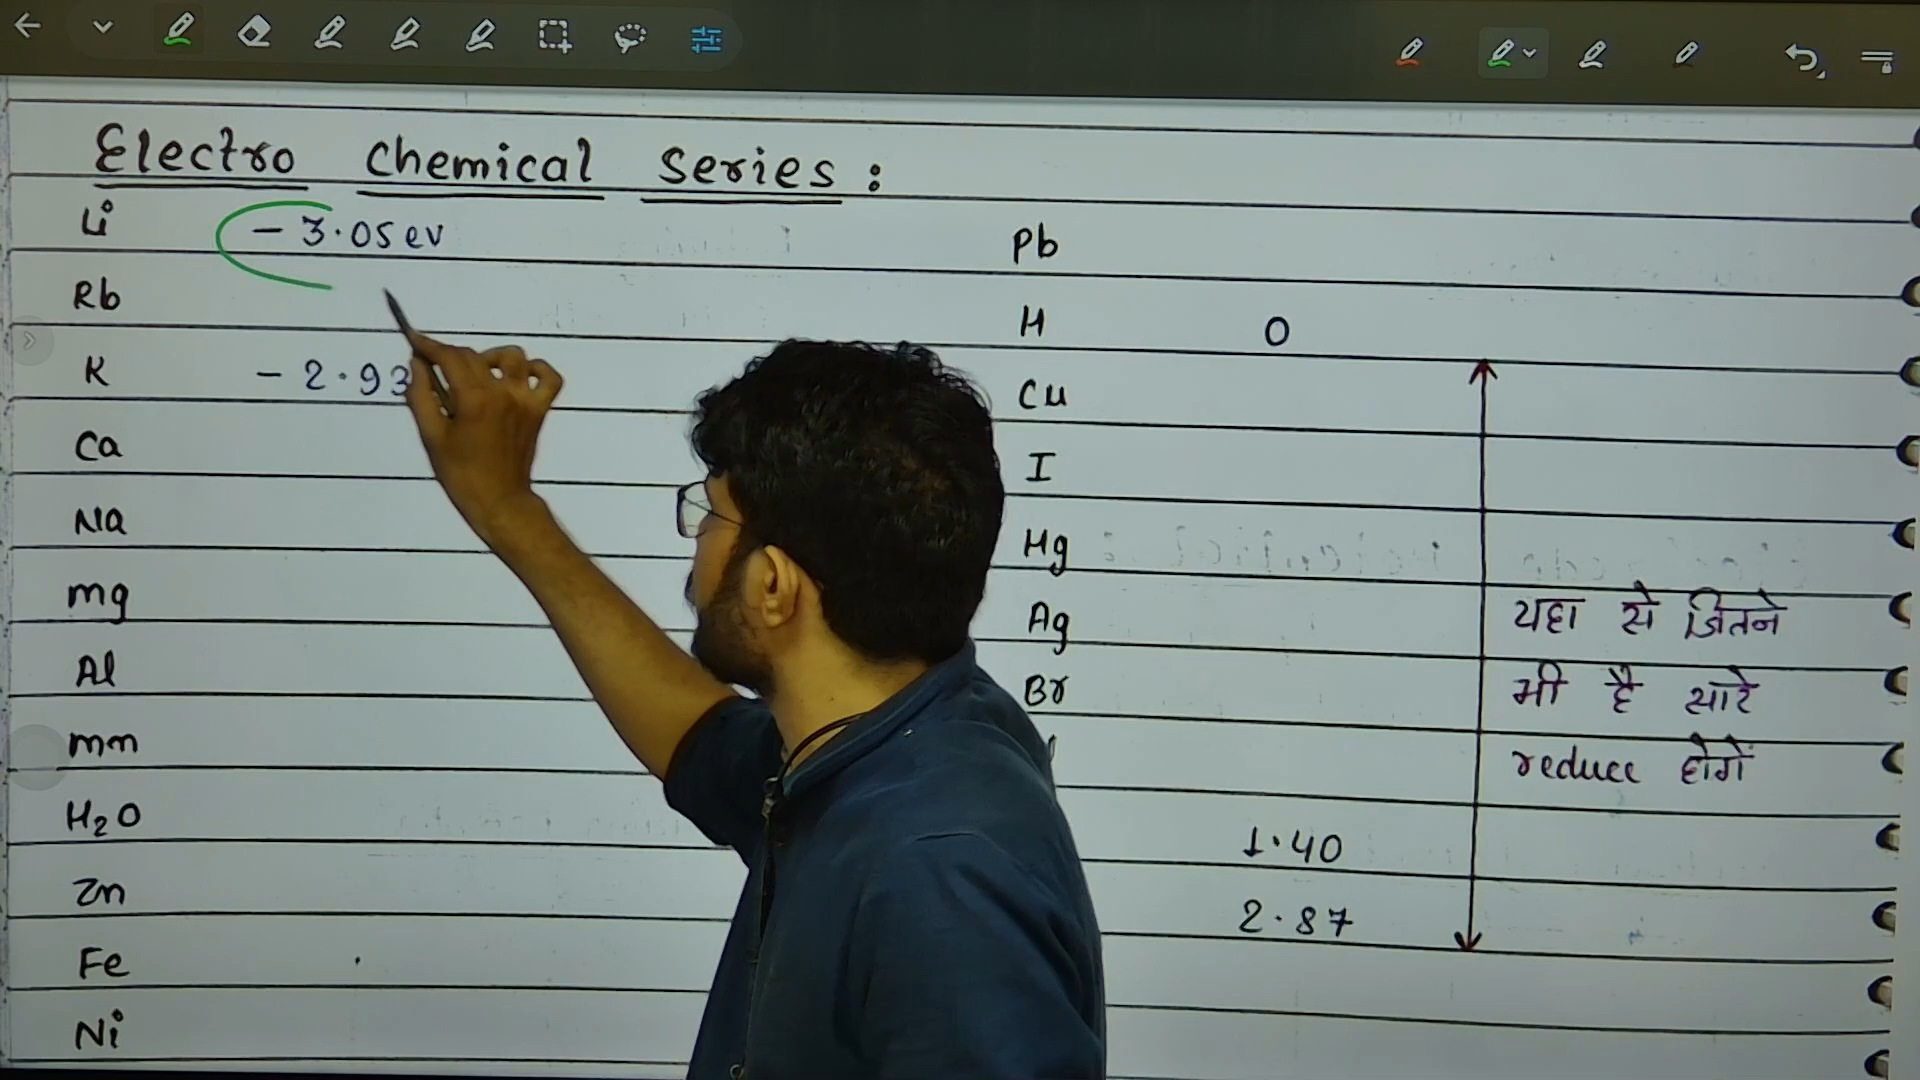 Electro Chemical Series :
Li - 3.05ev
Rb
K - 2.93
Ca
Na
mg
Al
mn
H2O
Zn
Fe
Ni
Pb
H 0
Cu
I
Hg
Ag
Br
1.40
2.87
यहा से जितने
भी है सारे
reduce होगें